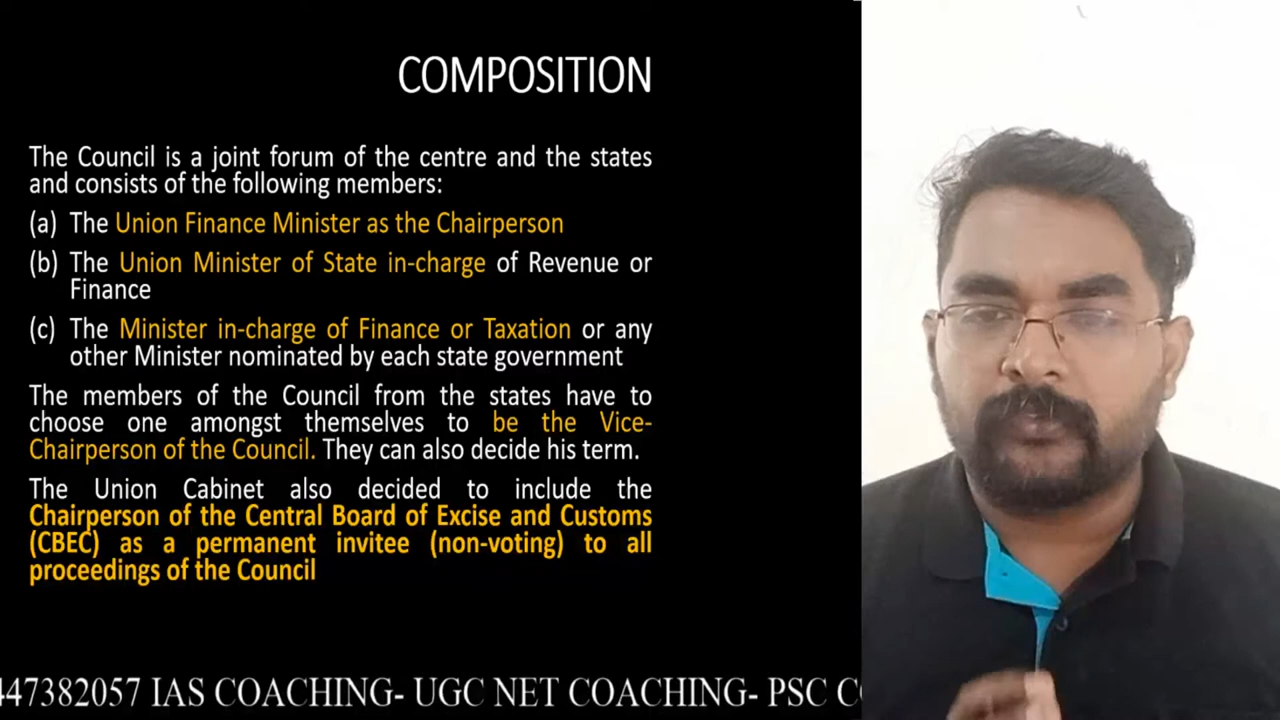 COMPOSITION
The Council is a joint forum of the centre and the states
and consists of the following members:
(a) The Union Finance Minister as the Chairperson
(b) The Union Minister of State in-charge of Revenue or
Finance
(c) The Minister in-charge of Finance or Taxation or any
other Minister nominated by each state government
The members of the Council from the states have to
choose one amongst themselves to be the Vice-
Chairperson of the Council. They can also decide his term.
The Union Cabinet also decided to include the
Chairperson of the Central Board of Excise and Customs
(CBEC) as a permanent invitee (non-voting) to all
proceedings of the Council
47382057 IAS COACHING- UGC NET COACHING- PSC